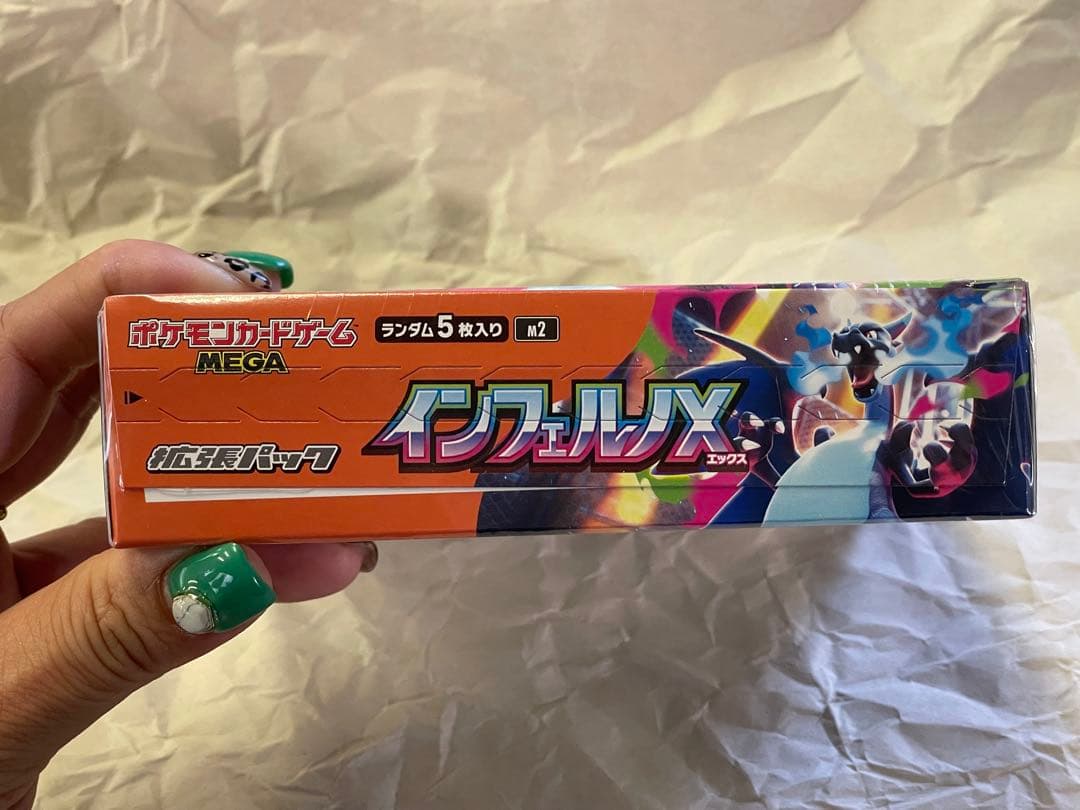 ポケモンカードゲーム
MEGA
ランダム5枚入り
M2
拡張パック
インフェルノX
エックス